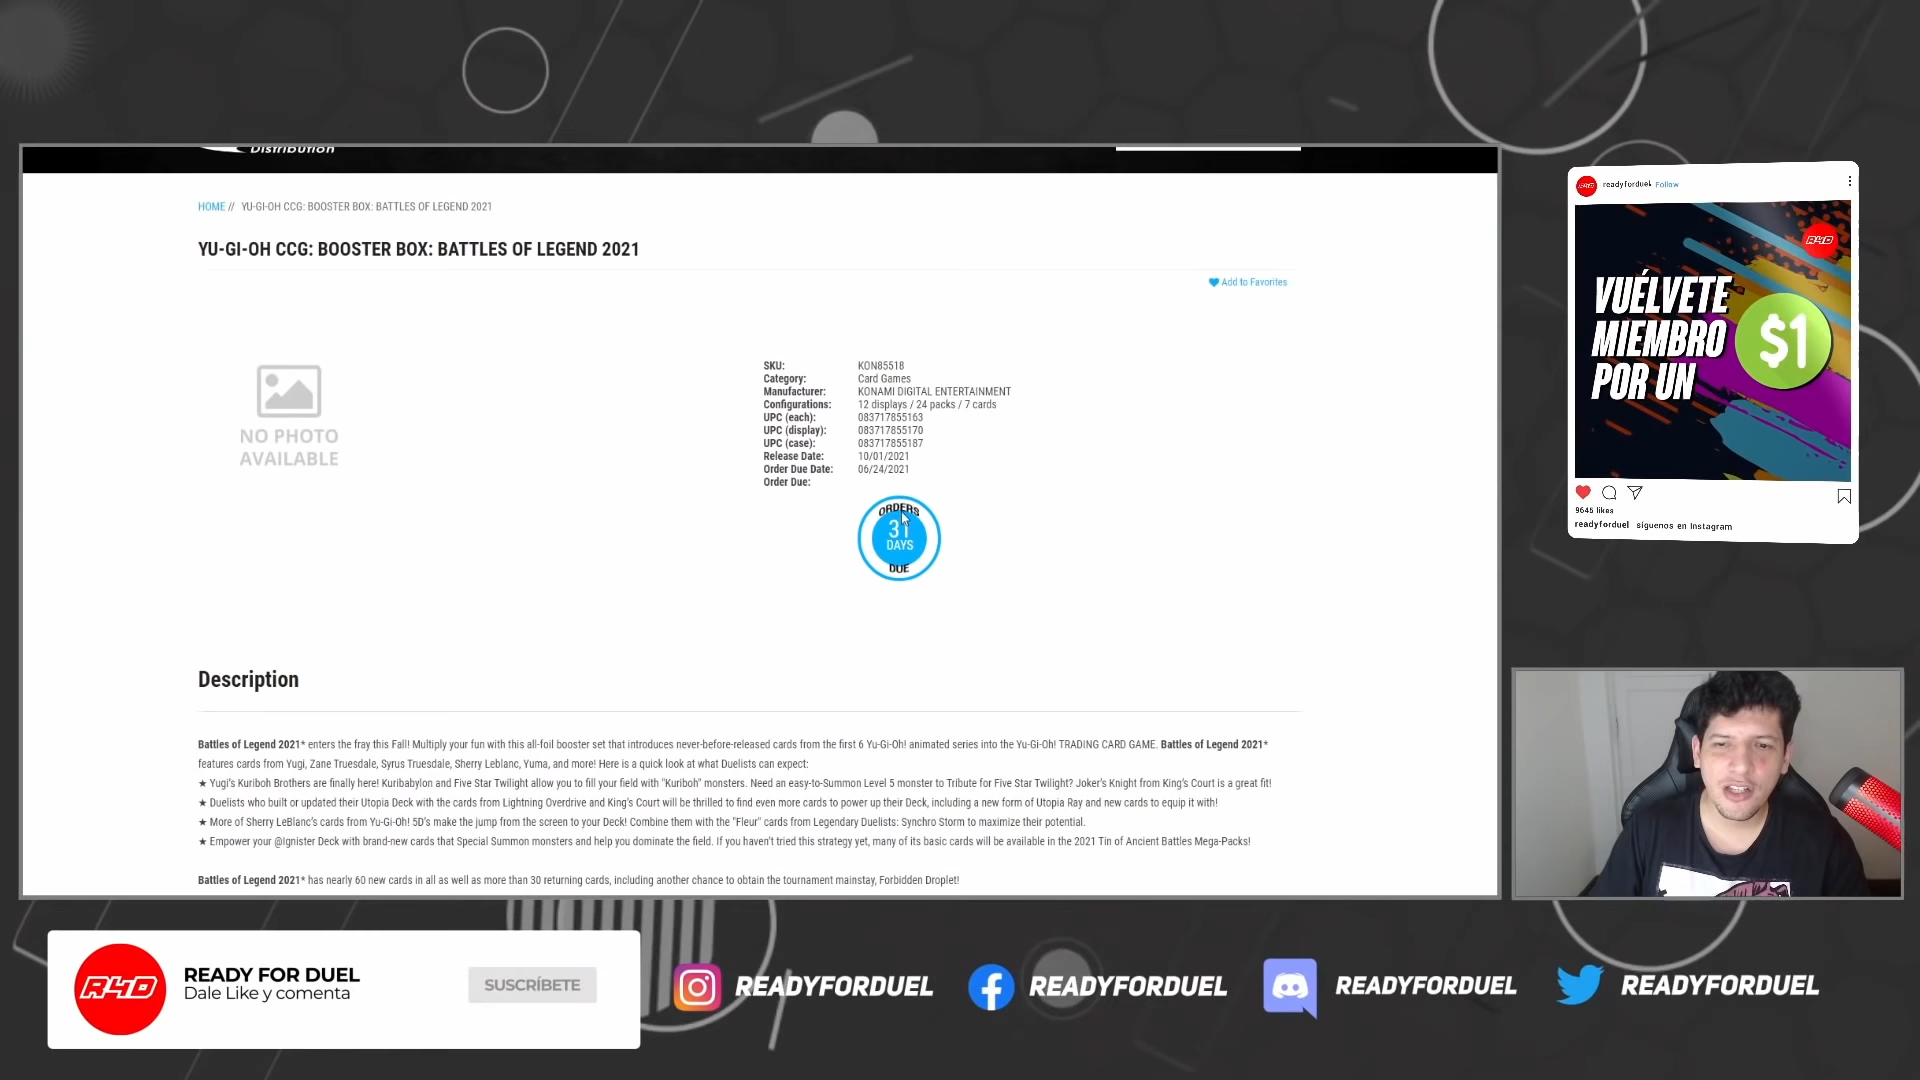 Distribution
HOME // YU-GI-OH CCG: BOOSTER BOX: BATTLES OF LEGEND 2021
YU-GI-OH CCG: BOOSTER BOX: BATTLES OF LEGEND 2021
Add to Favorites
NO PHOTO
AVAILABLE
SKU: KON85518
Category: Card Games
Manufacturer: KONAMI DIGITAL ENTERTAINMENT
Configurations: 12 displays / 24 packs / 7 cards
UPC (each): 083717855163
UPC (display): 083717855170
UPC (case): 083717855187
Release Date: 10/01/2021
Order Due Date: 06/24/2021
Order Due:
ORDERS
31
DAYS
DUE
Description
Battles of Legend 2021* enters the fray this Fall! Multiply your fun with this all-foil booster set that introduces never-before-released cards from the first 6 Yu-Gi-Oh! animated series into the Yu-Gi-Oh! TRADING CARD GAME. Battles of Legend 2021*
features cards from Yugi, Zane Truesdale, Syrus Truesdale, Sherry Leblanc, Yuma, and more! Here is a quick look at what Duelists can expect:
★ Yugi's Kuriboh Brothers are finally here! Kuribabylon and Five Star Twilight allow you to fill your field with "Kuriboh" monsters. Need an easy-to-Summon Level 5 monster to Tribute for Five Star Twilight? Joker's Knight from King's Court is a great fit!
★ Duelists who built or updated their Utopia Deck with the cards from Lightning Overdrive and King's Court will be thrilled to find even more cards to power up their Deck, including a new form of Utopia Ray and new cards to equip it with!
★ More of Sherry LeBlanc's cards from Yu-Gi-Oh! 5D's make the jump from the screen to your Deck! Combine them with the "Fleur" cards from Legendary Duelists: Synchro Storm to maximize their potential.
★ Empower your @Ignister Deck with brand-new cards that Special Summon monsters and help you dominate the field. If you haven't tried this strategy yet, many of its basic cards will be available in the 2021 Tin of Ancient Battles Mega-Packs!
Battles of Legend 2021* has nearly 60 new cards in all as well as more than 30 returning cards, including another chance to obtain the tournament mainstay, Forbidden Droplet!
R4D
readyforduel Follow
R4D
VUÉLVETE
MIEMBRO
POR UN
$1
9645 likes
readyforduel síguenos en Instagram
R4D
READY FOR DUEL
Dale Like y comenta
SUSCRÍBETE
READYFORDUEL
READYFORDUEL
READYFORDUEL
READYFORDUEL